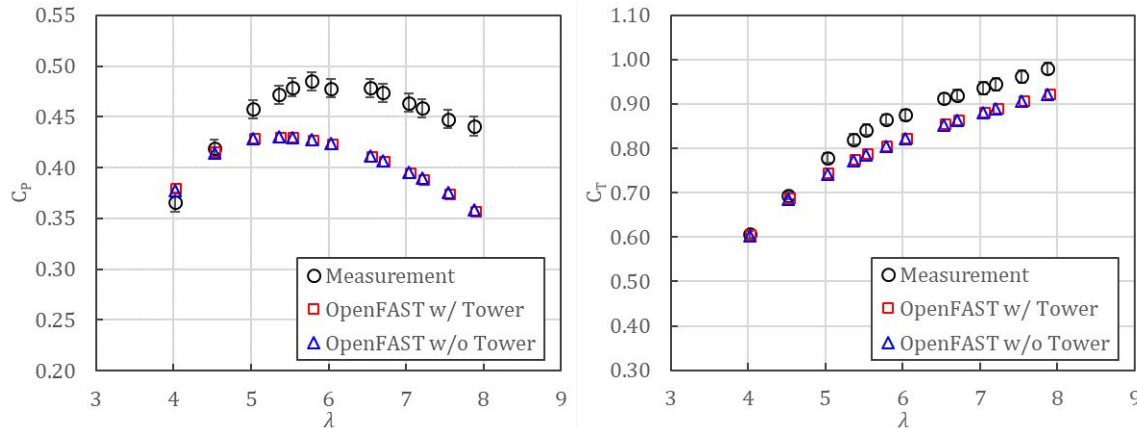 0.55
0.50
0.45
0.40
0.35
0.30
0.25
0.20
C_P
3 4 5 6 7 8 9
λ
Measurement
OpenFAST w/ Tower
OpenFAST w/o Tower
1.10
1.00
0.90
0.80
0.70
0.60
0.50
0.40
0.30
C_T
3 4 5 6 7 8 9
λ
Measurement
OpenFAST w/ Tower
OpenFAST w/o Tower